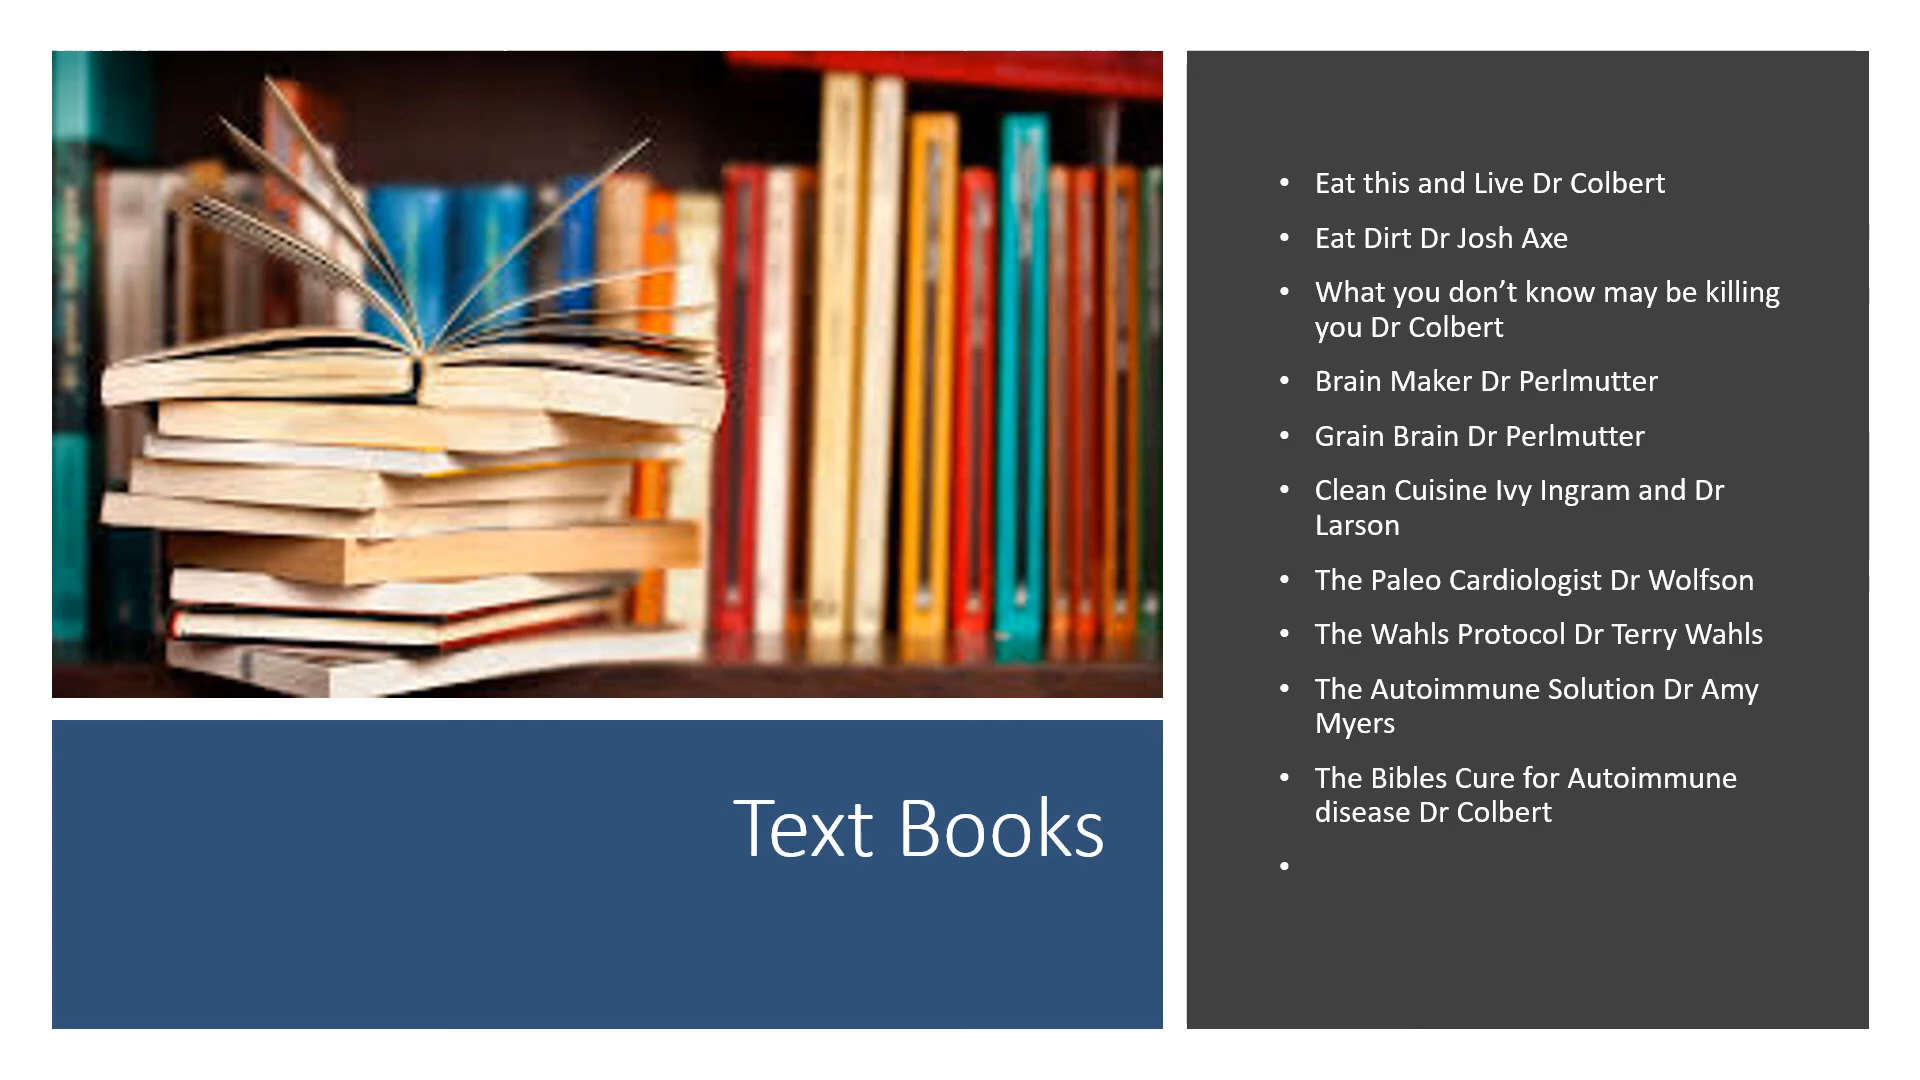 Eat this and Live Dr Colbert
Eat Dirt Dr Josh Axe
What you don’t know may be killing
you Dr Colbert
Brain Maker Dr Perlmutter
Grain Brain Dr Perlmutter
Clean Cuisine Ivy Ingram and Dr
Larson
The Paleo Cardiologist Dr Wolfson
The Wahls Protocol Dr Terry Wahls
The Autoimmune Solution Dr Amy
Myers
The Bibles Cure for Autoimmune
disease Dr Colbert
Text Books